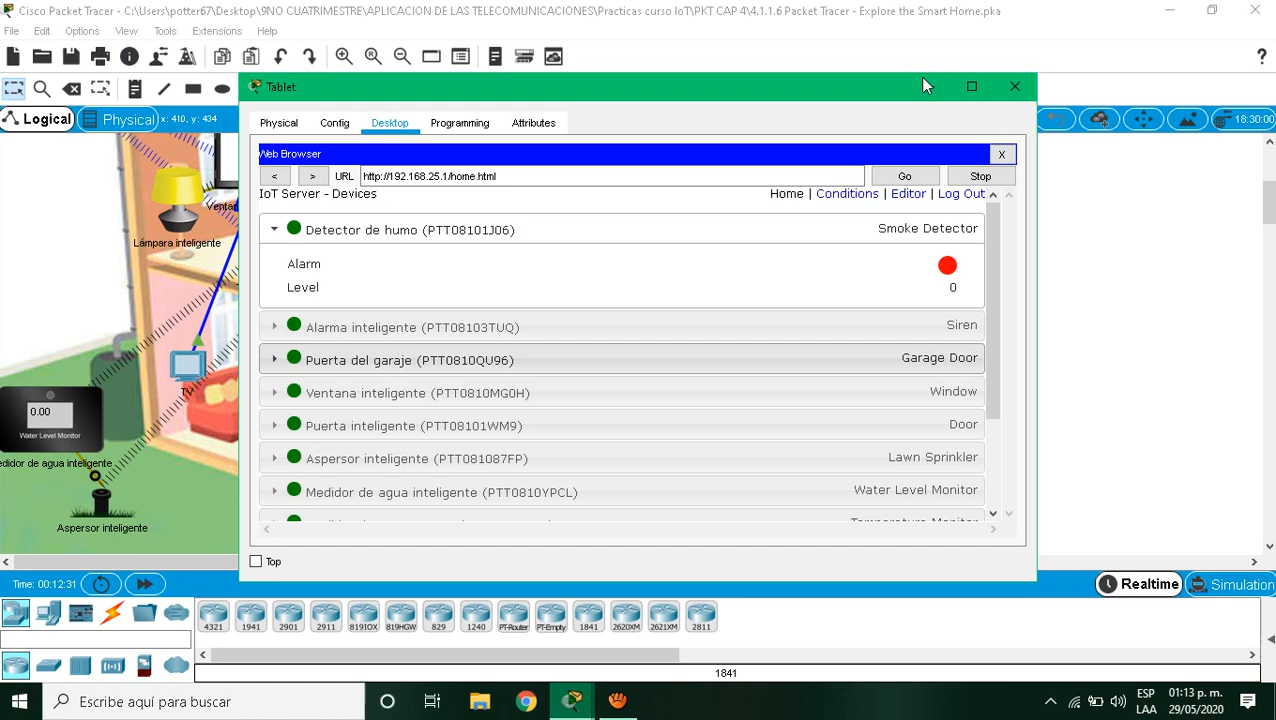 Cisco Packet Tracer - C:\Users\potter67\Desktop\9NO CUATRIMESTRE\APLICACION DE LAS TELECOMUNICACIONES\Practicas curso IoT\PKT CAP 4\4.1.1.6 Packet Tracer - Explore the Smart Home.pka
File Edit Options View Tools Extensions Help
?
Logical Physical x: 410, y: 434 18:30:00
Tablet
Physical Config Desktop Programming Attributes
Web Browser X
< > URL http://192.168.25.1/home.html Go Stop
IoT Server - Devices Home | Conditions | Editor | Log Out
Detector de humo (PTT08101J06) Smoke Detector
Alarm
Level 0
Alarma inteligente (PTT08103TUQ) Siren
Puerta del garaje (PTT0810QU96) Garage Door
Ventana inteligente (PTT0810MG0H) Window
Puerta inteligente (PTT08101WM9) Door
Aspersor inteligente (PTT081087FP) Lawn Sprinkler
Medidor de agua inteligente (PTT0810YPCL) Water Level Monitor
Temperature Monitor
Top
Venta
Lámpara inteligente
TV
0.00
Water Level Monitor
edidor de agua inteligente
Aspersor inteligente
Time: 00:12:31 Realtime Simulation
4321 1941 2901 2911 819IOX 819HGW 829 1240 PT-Router PT-Empty 1841 2620XM 2621XM 2811
1841
Escribe aquí para buscar
ESP 01:13 p. m.
LAA 29/05/2020